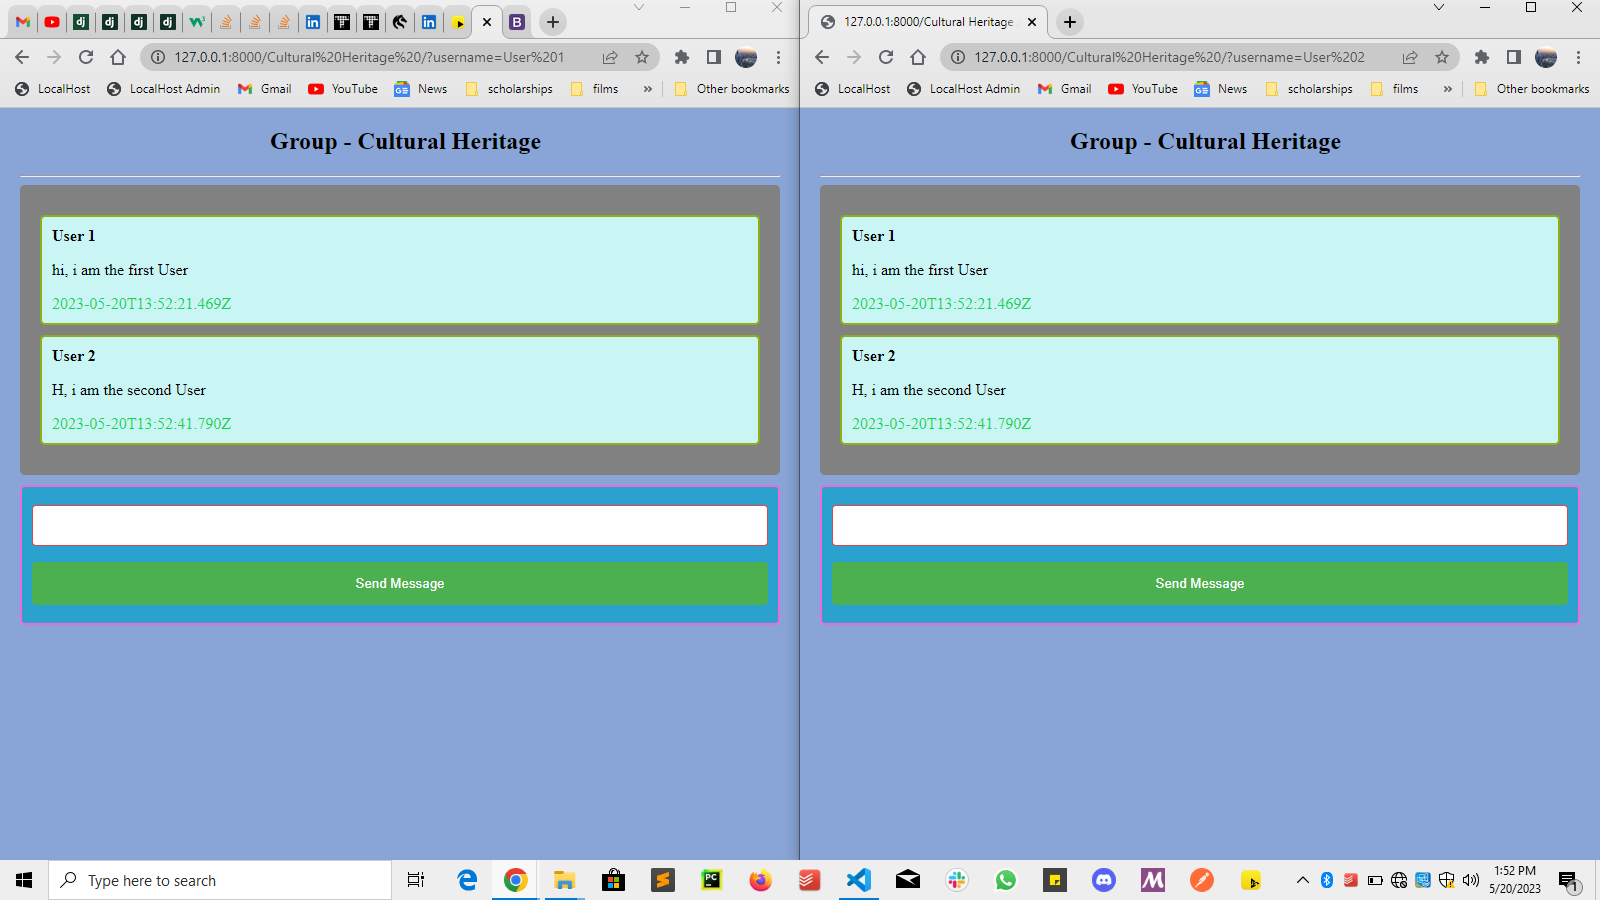 127.0.0.1:8000/Cultural%20Heritage%20/?username=User%201
LocalHost LocalHost Admin Gmail YouTube News scholarships films » Other bookmarks
Group - Cultural Heritage
User 1
hi, i am the first User
2023-05-20T13:52:21.469Z
User 2
H, i am the second User
2023-05-20T13:52:41.790Z
Send Message
127.0.0.1:8000/Cultural Heritage
127.0.0.1:8000/Cultural%20Heritage%20/?username=User%202
LocalHost LocalHost Admin Gmail YouTube News scholarships films » Other bookmarks
Group - Cultural Heritage
User 1
hi, i am the first User
2023-05-20T13:52:21.469Z
User 2
H, i am the second User
2023-05-20T13:52:41.790Z
Send Message
Type here to search
1:52 PM
5/20/2023
1